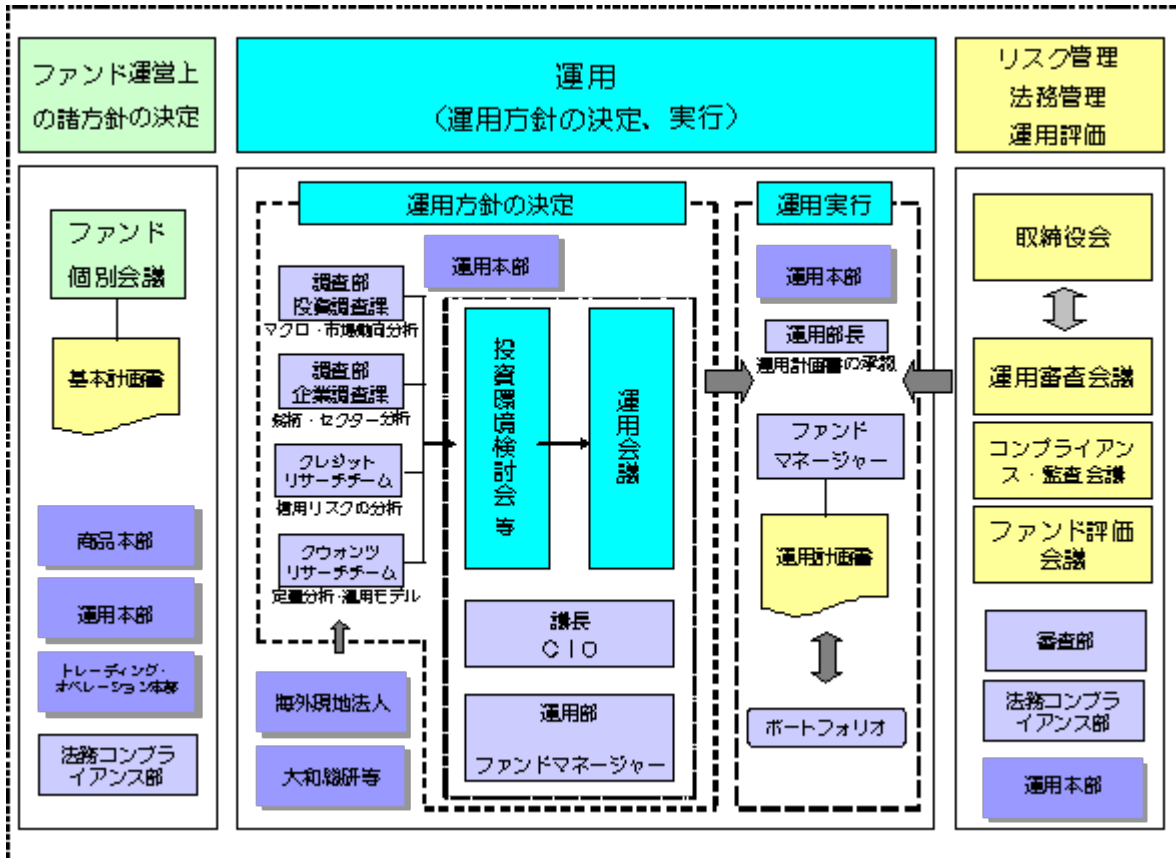 ファンド運営上
の諸方針の決定
運用
（運用方針の決定、実行）
リスク管理
法務管理
運用評価
ファンド
個別会議
基本計画書
商品本部
運用本部
トレーディング・
オペレーション本部
法務コンプラ
イアンス部
運用方針の決定
運用本部
調査部
投資調査課
マクロ・市場動向分析
調査部
企業調査課
銘柄・セクター分析
クレジット
リサーチチーム
信用リスクの分析
クウォンツ
リサーチチーム
定量分析・運用モデル
海外現地法人
大和総研等
投資環境検討会 等
運用会議
議長
CIO
運用部
ファンドマネージャー
運用実行
運用本部
運用部長
運用計画書の承認
ファンド
マネージャー
運用計画書
ポートフォリオ
取締役会
運用審査会議
コンプライアン
ス・監査会議
ファンド評価
会議
審査部
法務コンプラ
イアンス部
運用本部